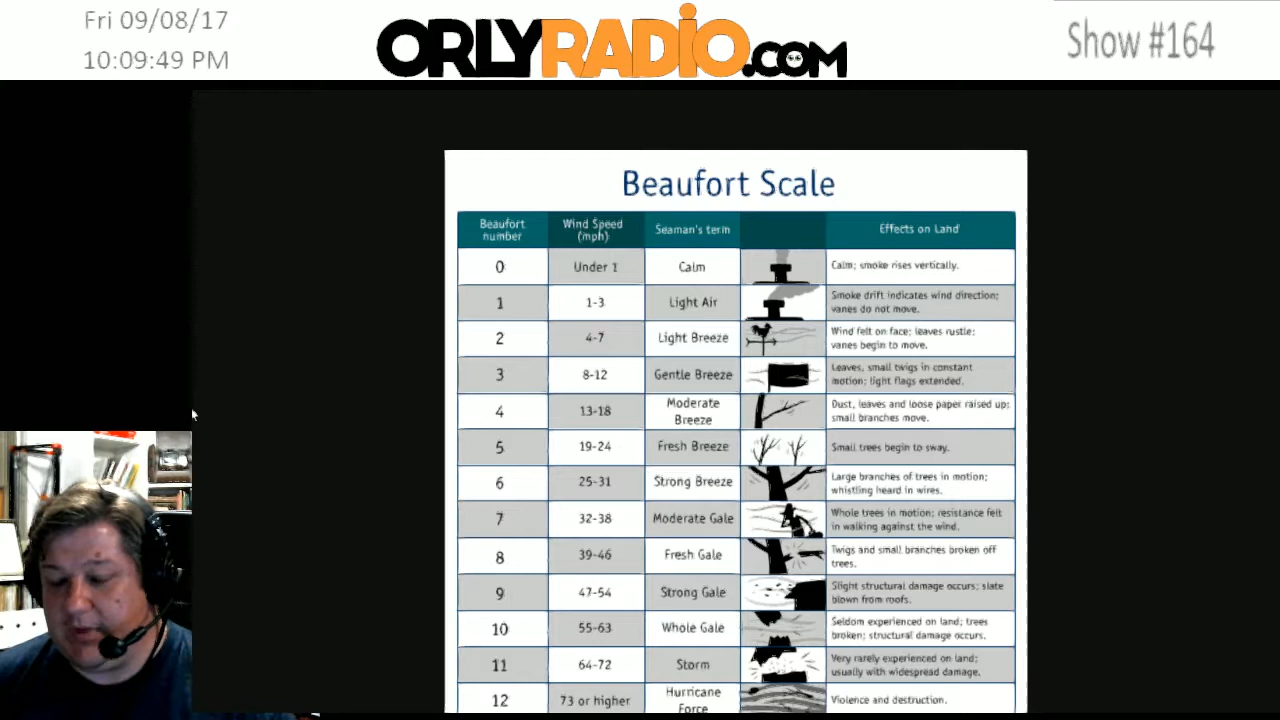 Fri 09/08/17
10:09:49 PM
ORLYRADIO.COM
Show #164
Beaufort Scale
Beaufort number
Wind Speed (mph)
Seaman's term
Effects on Land
0 Under 1 Calm Calm; smoke rises vertically.
1 1-3 Light Air Smoke drift indicates wind direction;
vanes do not move.
2 4-7 Light Breeze Wind felt on face; leaves rustle;
vanes begin to move.
3 8-12 Gentle Breeze Leaves, small twigs in constant
motion; light flags extended.
4 13-18 Moderate Breeze Dust, leaves and loose paper raised up;
small branches move.
5 19-24 Fresh Breeze Small trees begin to sway.
6 25-31 Strong Breeze Large branches of trees in motion;
whistling heard in wires.
7 32-38 Moderate Gale Whole trees in motion; resistance felt
in walking against the wind.
8 39-46 Fresh Gale Twigs and small branches broken off
trees.
9 47-54 Strong Gale Slight structural damage occurs; slate
blown from roofs.
10 55-63 Whole Gale Seldom experienced on land; trees
broken; structural damage occurs.
11 64-72 Storm Very rarely experienced on land;
usually with widespread damage.
12 73 or higher Hurricane Force Violence and destruction.